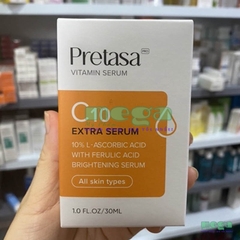 Pretasa
VITAMIN SERUM
C10
mega
EXTRA SERUM
10% L-ASCORBIC ACID
WITH FERULIC ACID
BRIGHTENING SERUM
All skin types
1.0 FL.OZ/30ML